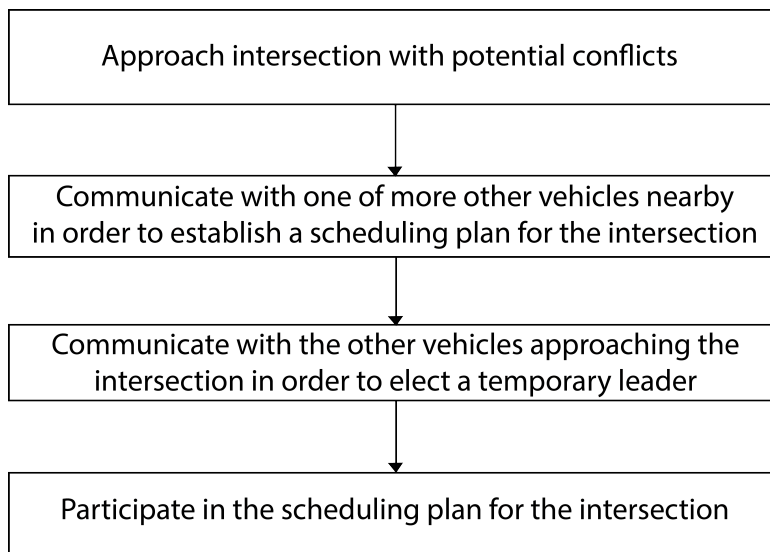 Approach intersection with potential conflicts
Communicate with one of more other vehicles nearby
in order to establish a scheduling plan for the intersection
Communicate with the other vehicles approaching the
intersection in order to elect a temporary leader
Participate in the scheduling plan for the intersection